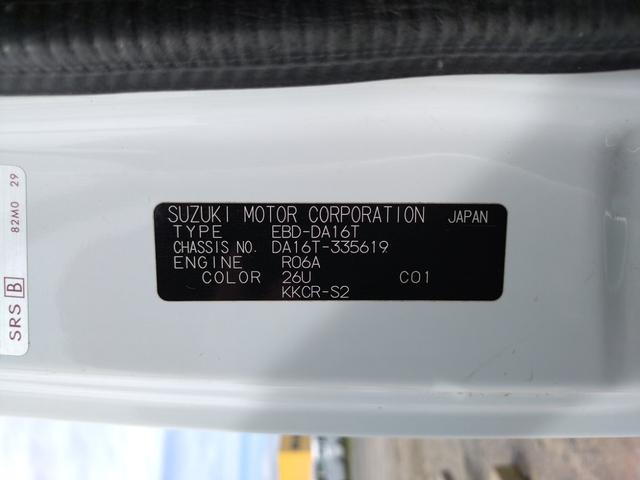 SUZUKI MOTOR CORPORATION JAPAN
TYPE EBD-DA16T
CHASSIS NO. DA16T-335619
ENGINE R06A
COLOR 26U C01
KKCR-S2
SRS B 82M0 29